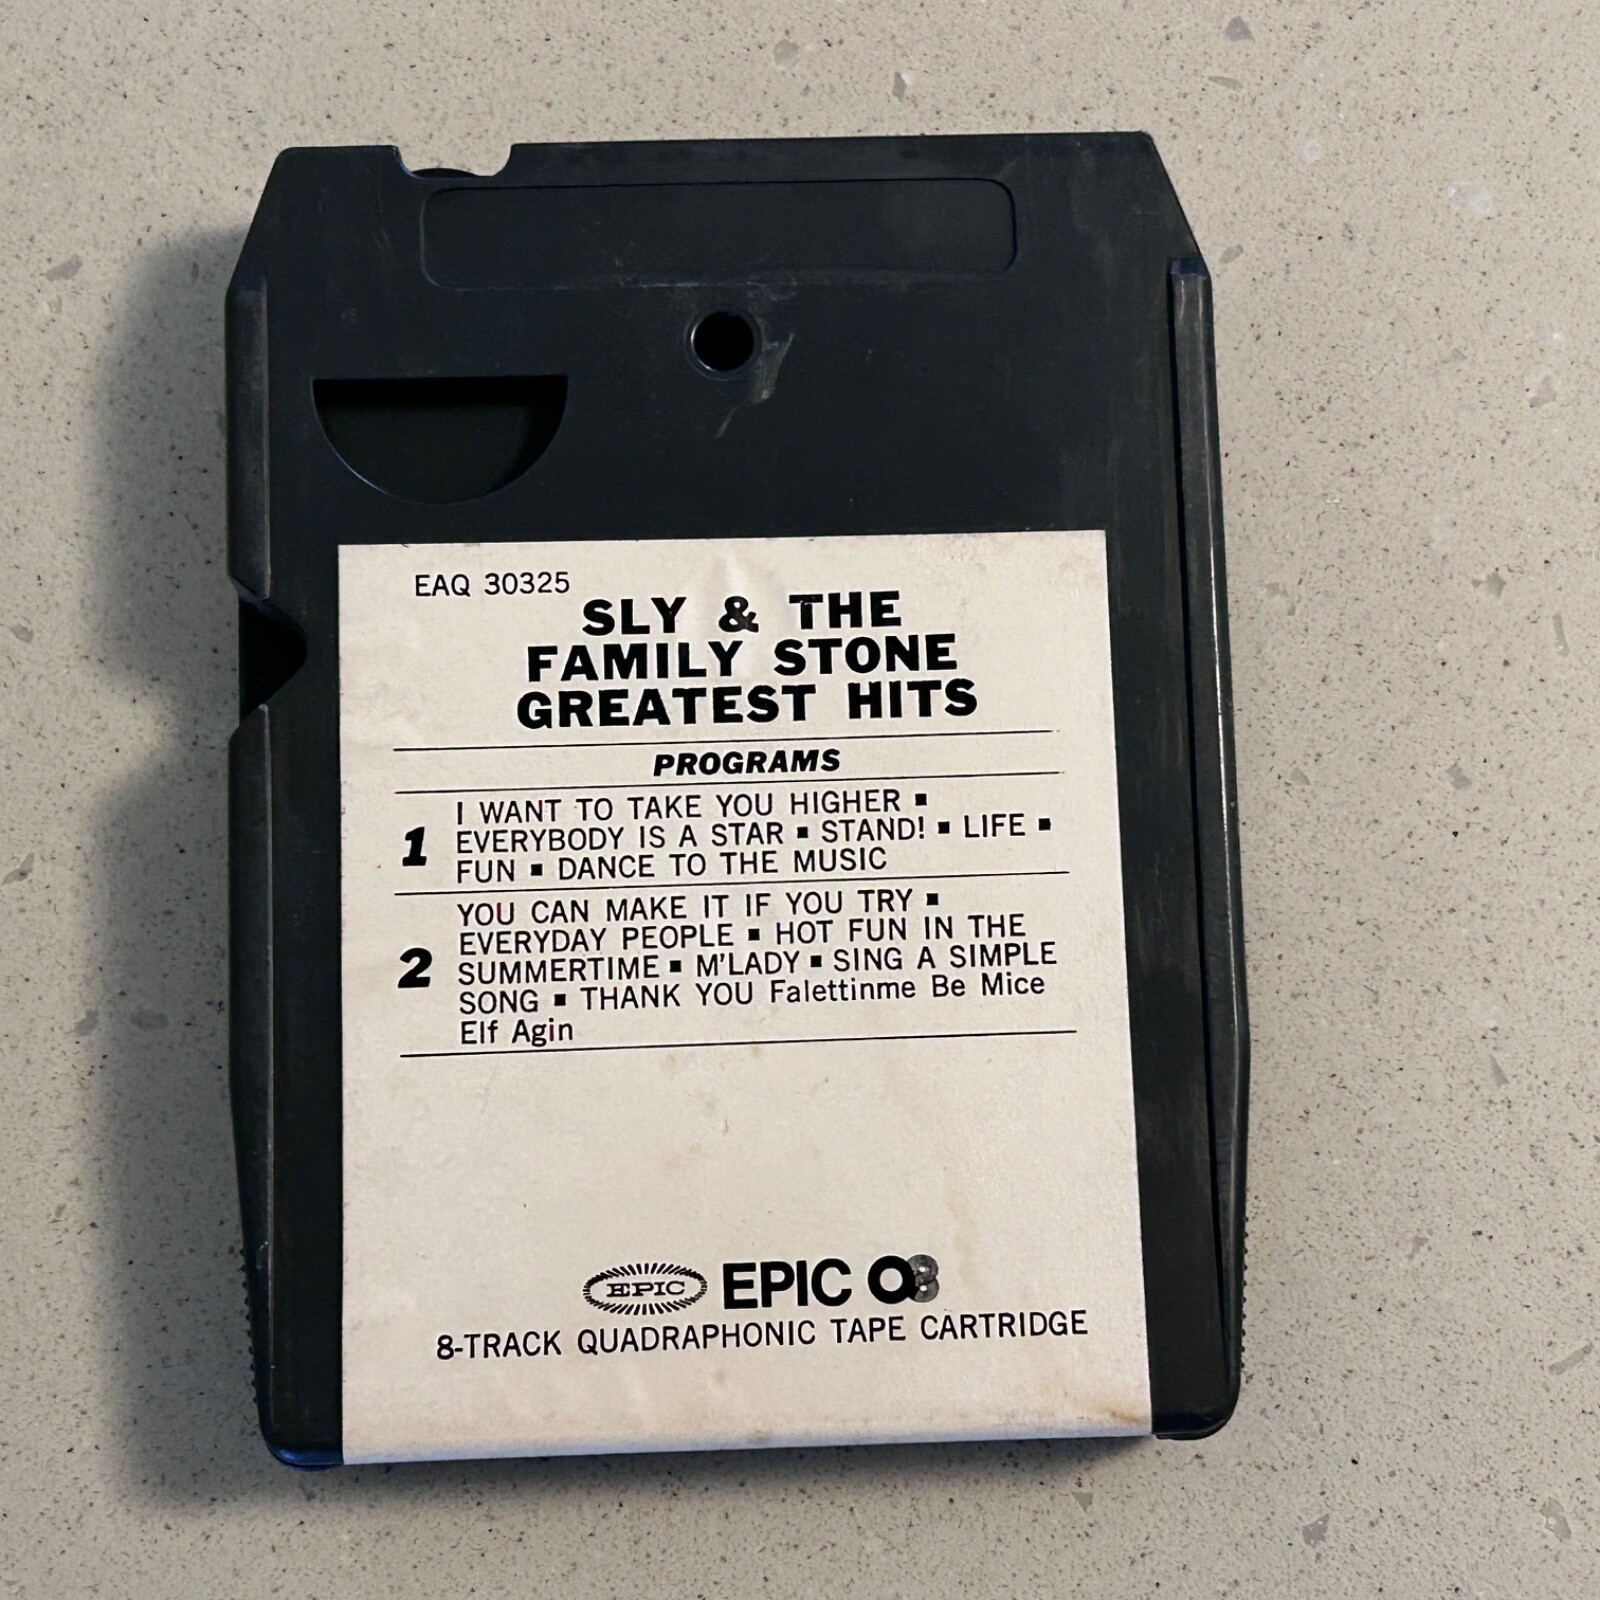 EAQ 30325
SLY & THE
FAMILY STONE
GREATEST HITS
PROGRAMS
1 I WANT TO TAKE YOU HIGHER ▪
EVERYBODY IS A STAR ▪ STAND! ▪ LIFE ▪
FUN ▪ DANCE TO THE MUSIC
2 YOU CAN MAKE IT IF YOU TRY ▪
EVERYDAY PEOPLE ▪ HOT FUN IN THE
SUMMERTIME ▪ M'LADY ▪ SING A SIMPLE
SONG ▪ THANK YOU Falettinme Be Mice
Elf Agin
EPIC EPIC Q8
8-TRACK QUADRAPHONIC TAPE CARTRIDGE